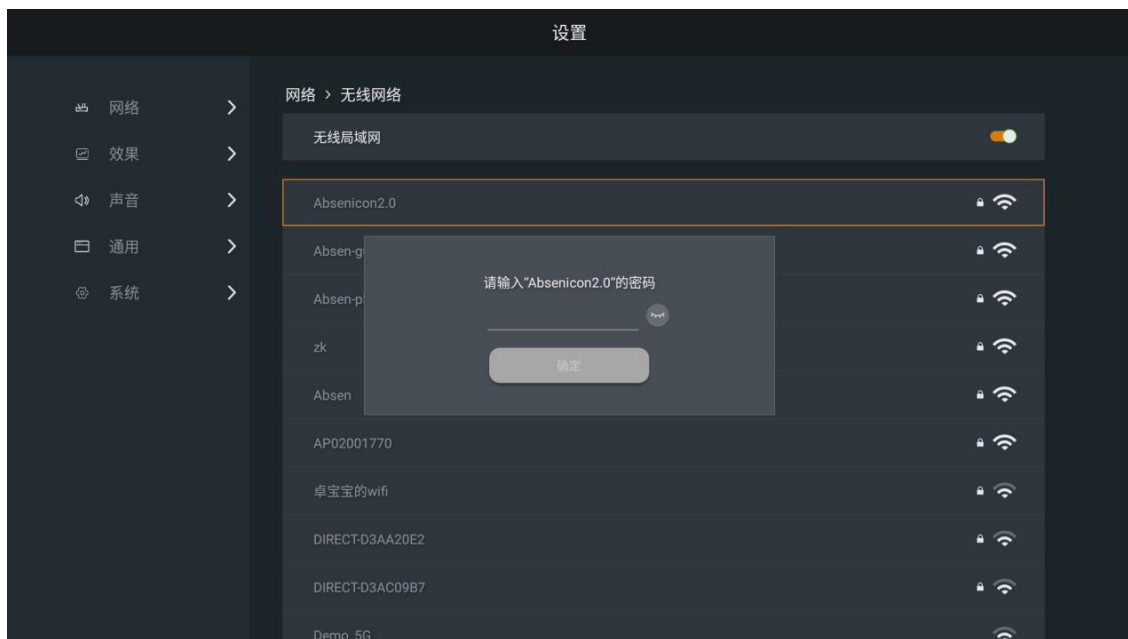 设置
网络
效果
声音
通用
系统
网络 > 无线网络
无线局域网
Absenicon2.0
Absen-g
Absen-p
zk
Absen
AP02001770
卓宝宝的wifi
DIRECT-D3AA20E2
DIRECT-D3AC09B7
Demo_5G
请输入“Absenicon2.0”的密码
确定